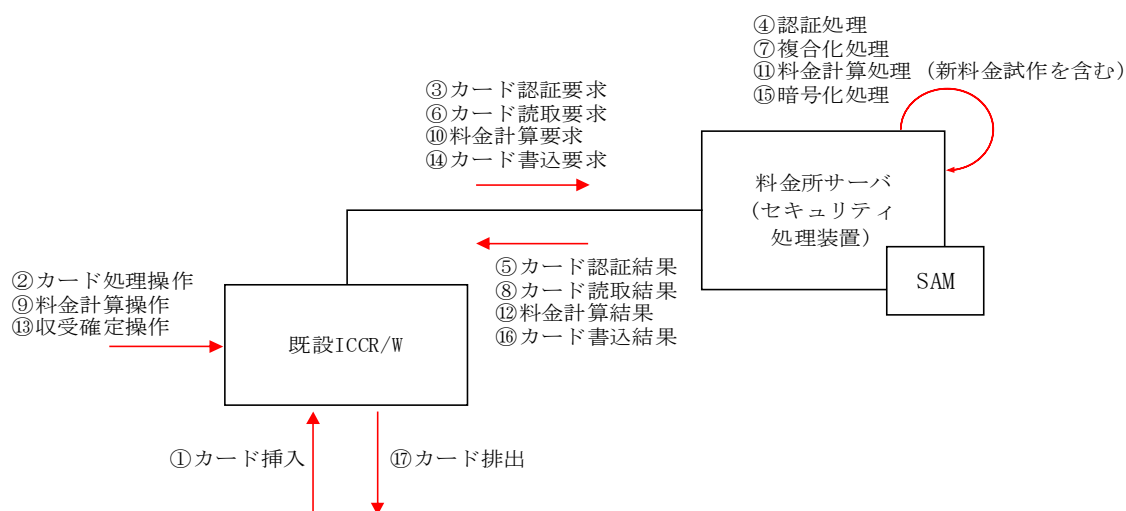 ④認証処理
⑦複合化処理
⑪料金計算処理（新料金試作を含む）
⑮暗号化処理
③カード認証要求
⑥カード読取要求
⑩料金計算要求
⑭カード書込要求
料金所サーバ
(セキュリティ
処理装置)
SAM
⑤カード認証結果
⑧カード読取結果
⑫料金計算結果
⑯カード書込結果
②カード処理操作
⑨料金計算操作
⑬収受確定操作
既設ICCR/W
①カード挿入
⑰カード排出